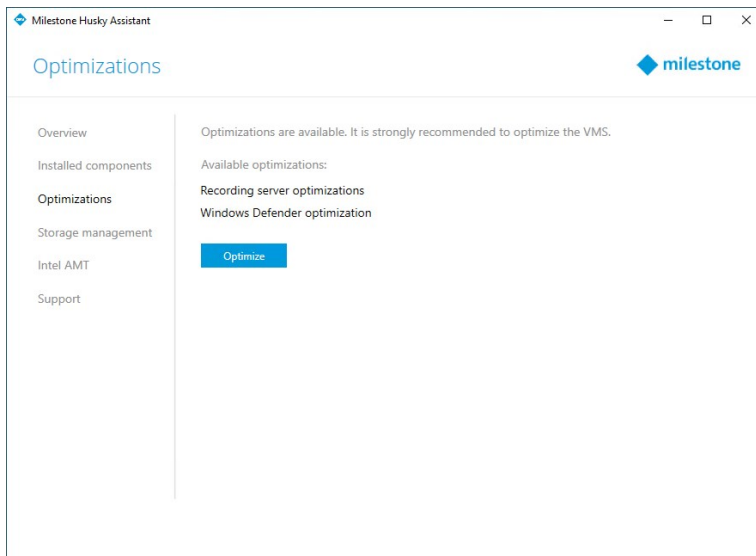 Milestone Husky Assistant
Optimizations
milestone
Overview
Installed components
Optimizations
Storage management
Intel AMT
Support
Optimizations are available. It is strongly recommended to optimize the VMS.
Available optimizations:
Recording server optimizations
Windows Defender optimization
Optimize